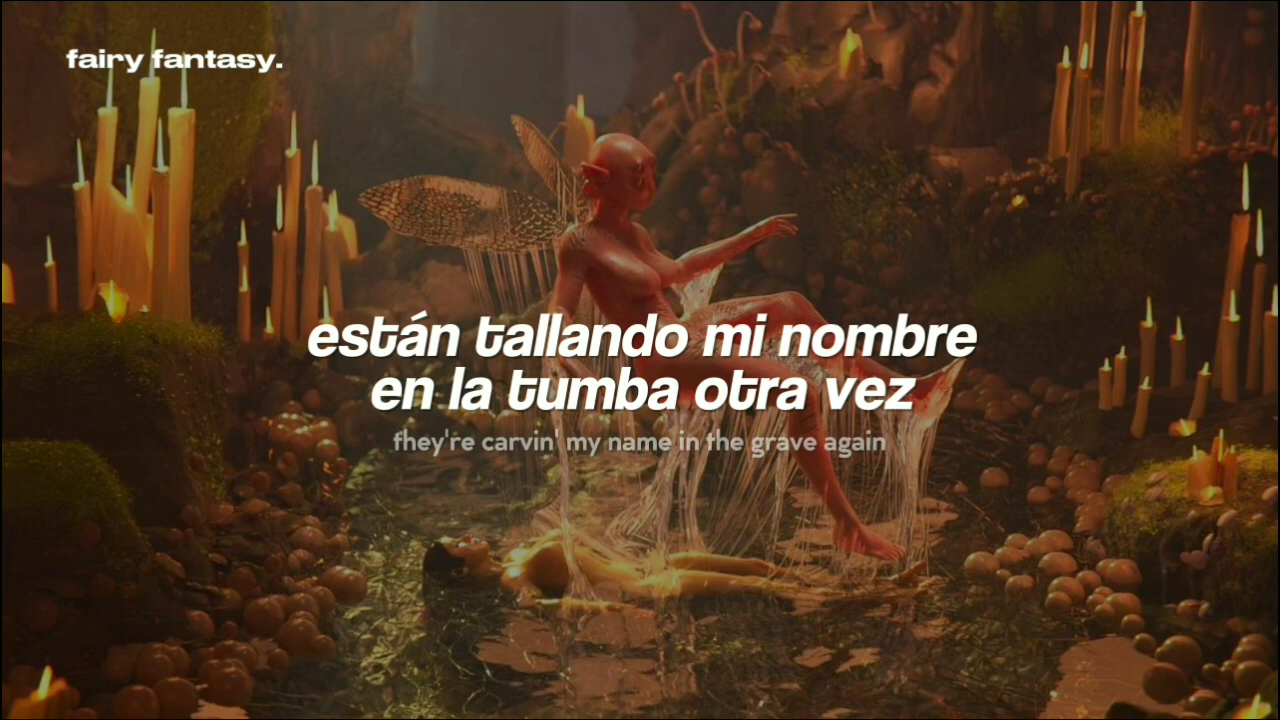 fairy fantasy.
están tallando mi nombre
en la tumba otra vez
they're carvin' my name in the grave again